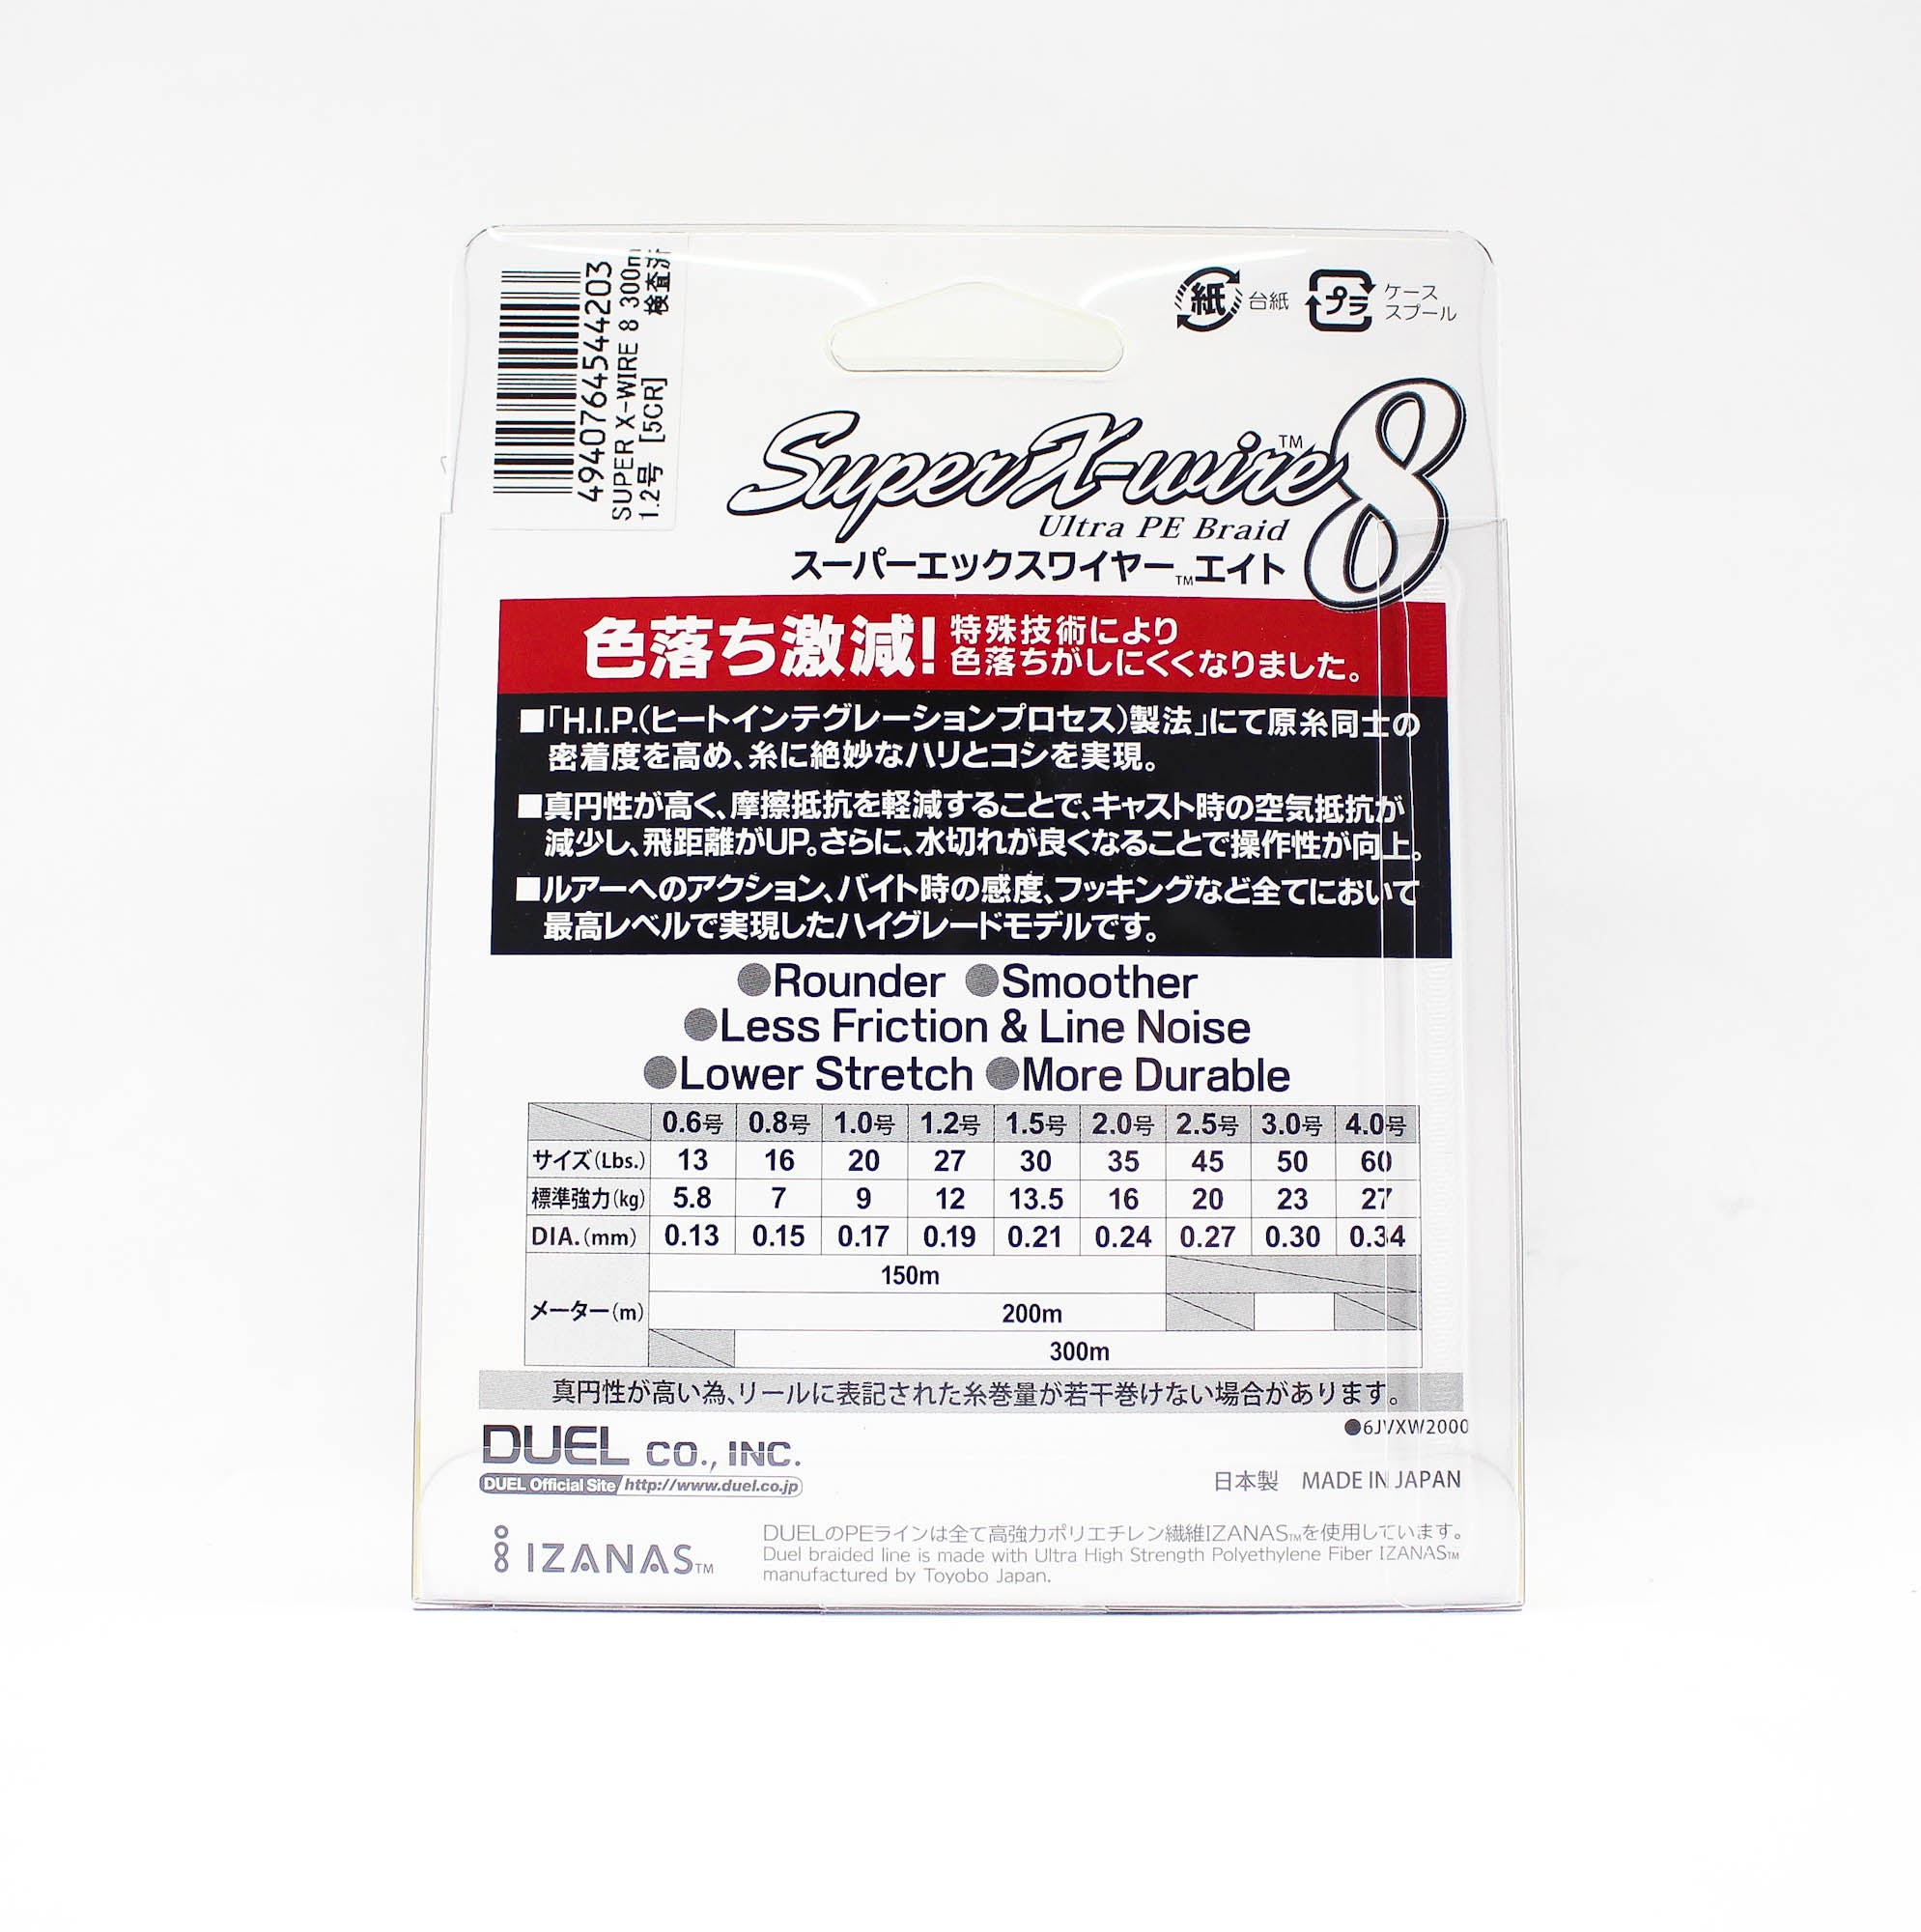 4940764544203
SUPER X-WIRE 8 300m
1.2号 [5CR] 検査済
紙 台紙 プラ ケース
スプール
Super X-wire™ 8
Ultra PE Braid
スーパーエックスワイヤー™エイト
色落ち激減! 特殊技術により
色落ちがしにくくなりました。
■「H.I.P.(ヒートインテグレーションプロセス)製法」にて原糸同士の
密着度を高め、糸に絶妙なハリとコシを実現。
■真円性が高く、摩擦抵抗を軽減することで、キャスト時の空気抵抗が
減少し、飛距離がUP。さらに、水切れが良くなることで操作性が向上。
■ルアーへのアクション、バイト時の感度、フッキングなど全てにおいて
最高レベルで実現したハイグレードモデルです。
●Rounder ●Smoother
●Less Friction & Line Noise
●Lower Stretch ●More Durable
0.6号 0.8号 1.0号 1.2号 1.5号 2.0号 2.5号 3.0号 4.0号
サイズ(Lbs.) 13 16 20 27 30 35 45 50 60
標準強力(kg) 5.8 7 9 12 13.5 16 20 23 27
DIA.(mm) 0.13 0.15 0.17 0.19 0.21 0.24 0.27 0.30 0.34
150m
メーター(m) 200m
300m
真円性が高い為、リールに表記された糸巻量が若干巻けない場合があります。
●6JVXW2000
DUEL CO., INC.
DUEL Official Site http://www.duel.co.jp
日本製 MADE IN JAPAN
IZANAS™
DUELのPEラインは全て高強力ポリエチレン繊維IZANAS™を使用しています。
Duel braided line is made with Ultra High Strength Polyethylene Fiber IZANAS™
manufactured by Toyobo Japan.